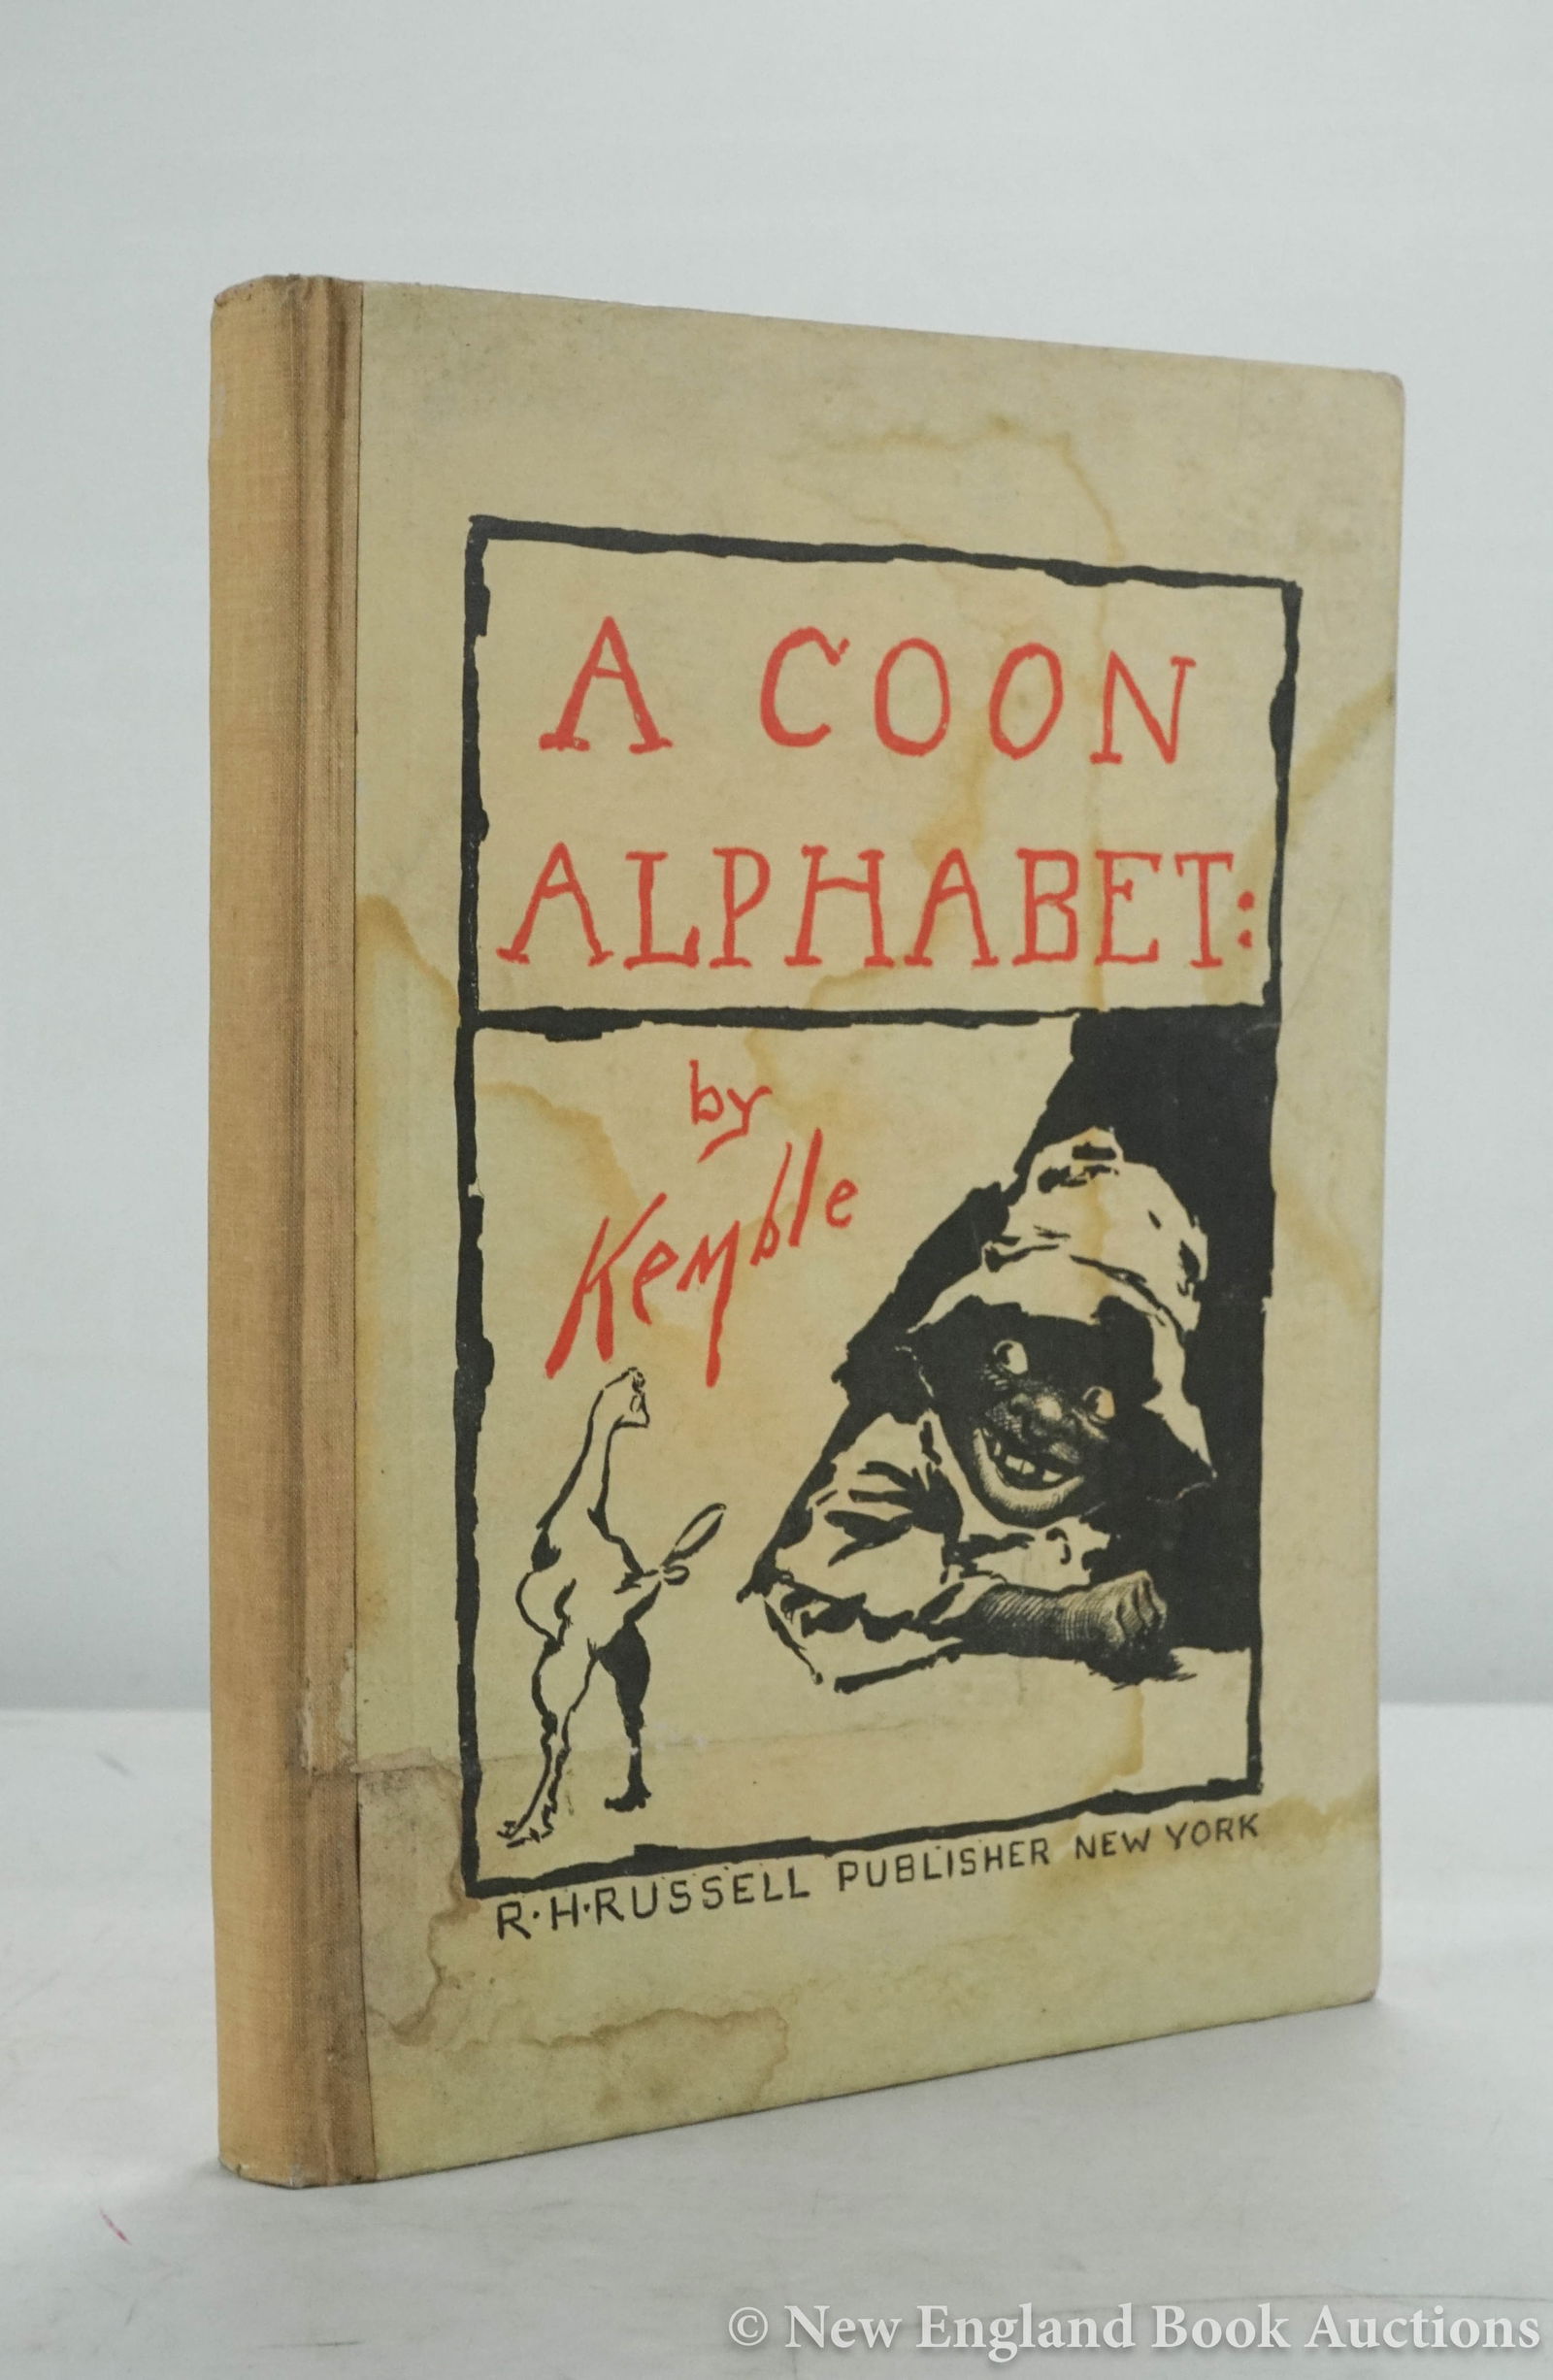 A COON
ALPHABET:
by
Kemble
R·H·RUSSELL PUBLISHER NEW YORK
© New England Book Auctions